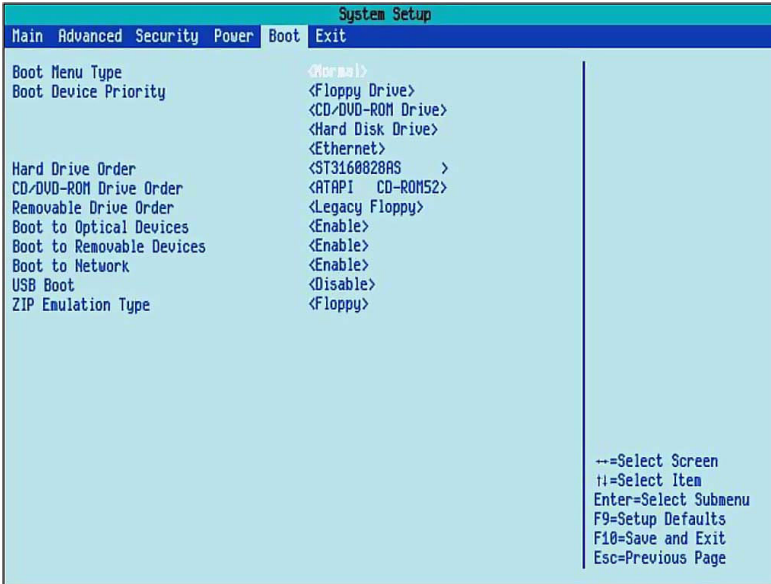 System Setup
Main Advanced Security Power Boot Exit
Boot Menu Type <Normal>
Boot Device Priority <Floppy Drive>
<CD/DVD-ROM Drive>
<Hard Disk Drive>
<Ethernet>
Hard Drive Order <ST3160828AS >
CD/DVD-ROM Drive Order <ATAPI CD-ROM52>
Removable Drive Order <Legacy Floppy>
Boot to Optical Devices <Enable>
Boot to Removable Devices <Enable>
Boot to Network <Enable>
USB Boot <Disable>
ZIP Emulation Type <Floppy>
↔=Select Screen
↑↓=Select Item
Enter=Select Submenu
F9=Setup Defaults
F10=Save and Exit
Esc=Previous Page